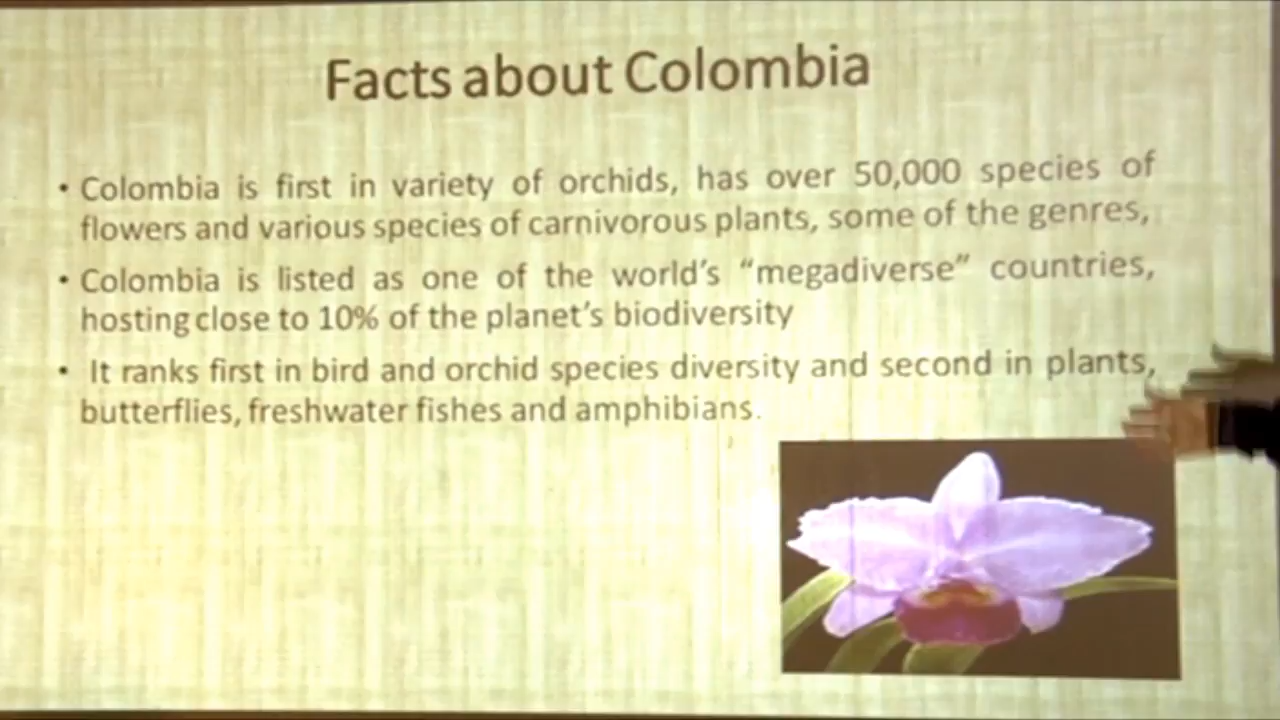 Facts about Colombia
• Colombia is first in variety of orchids, has over 50,000 species of
flowers and various species of carnivorous plants, some of the genres,
• Colombia is listed as one of the world's “megadiverse” countries,
hosting close to 10% of the planet's biodiversity
• It ranks first in bird and orchid species diversity and second in plants,
butterflies, freshwater fishes and amphibians.